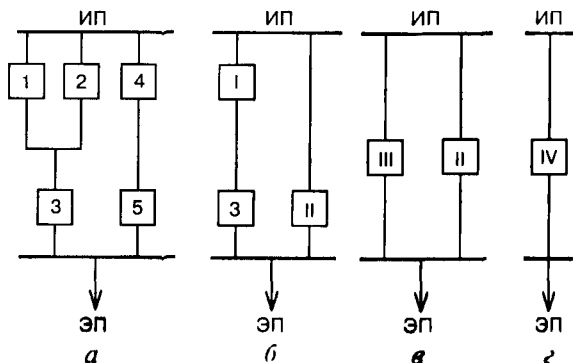 ИП ИП ИП ИП
1 2 4 I
III II IV
3 5 3 II
ЭП ЭП ЭП ЭП
а б в г